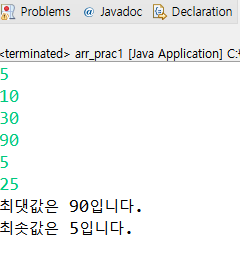 Problems @ Javadoc Declaration
<terminated> arr_prac1 [Java Application] C:
5
10
30
90
5
25
최댓값은 90입니다.
최솟값은 5입니다.